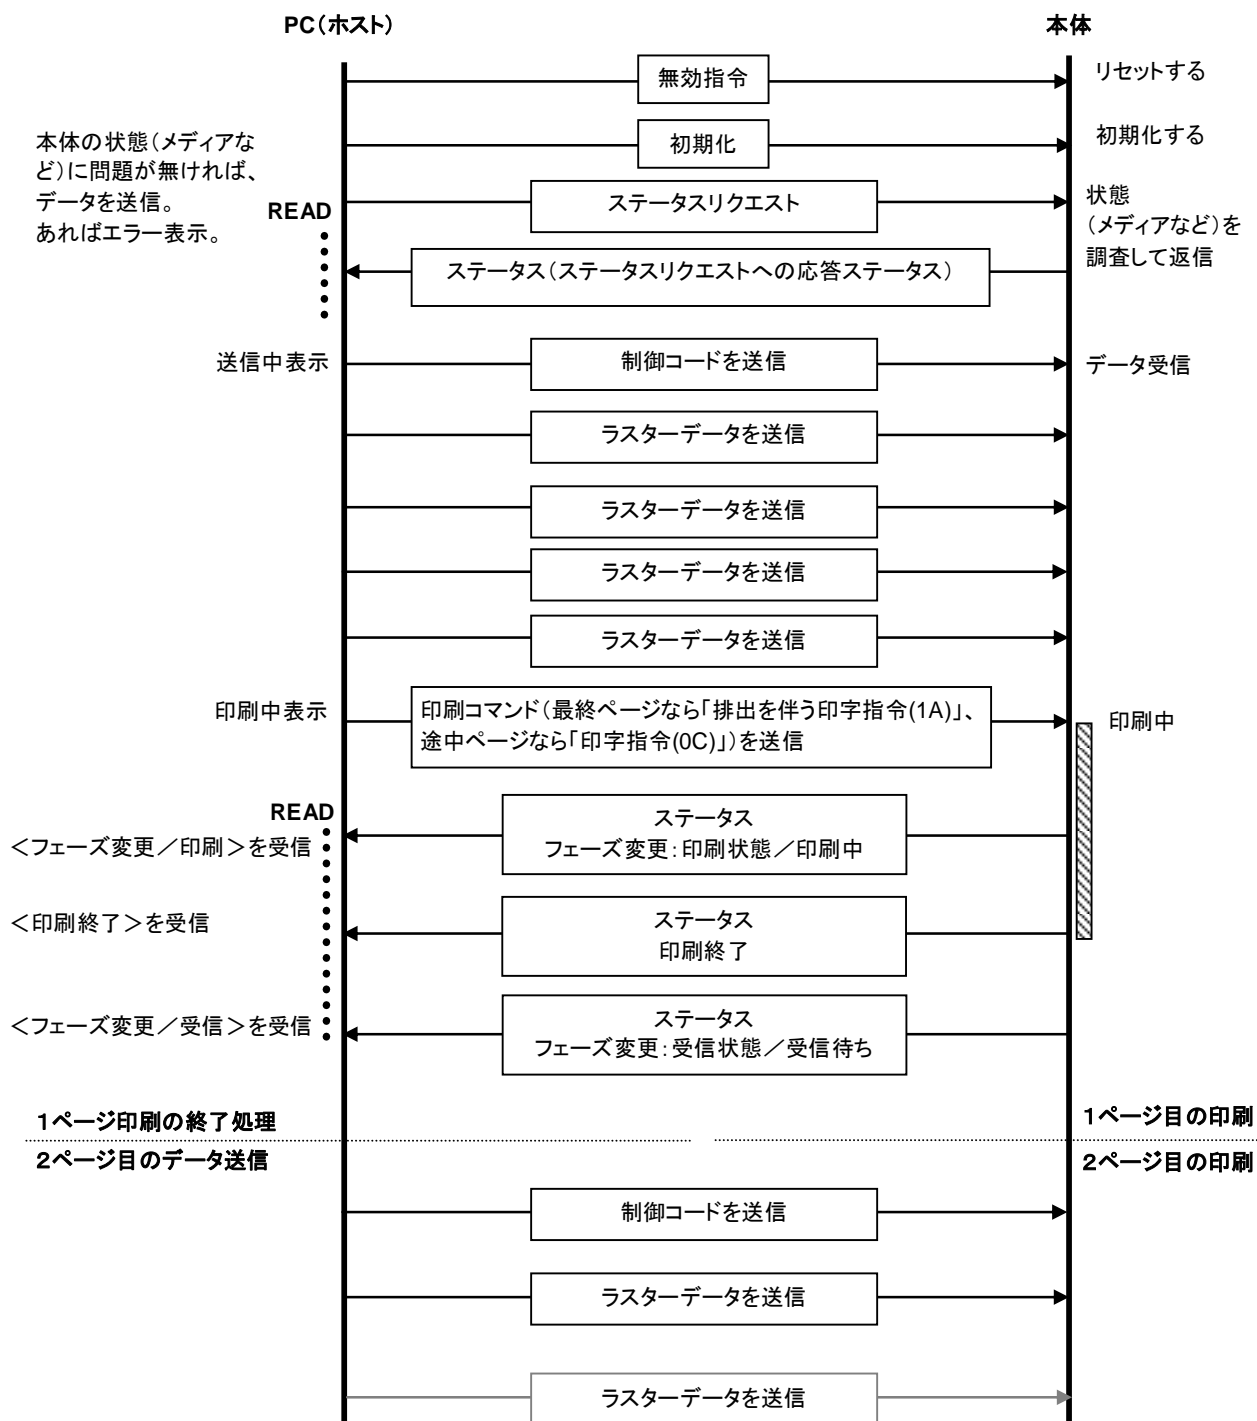 PC（ホスト）
本体
無効指令
リセットする
初期化
初期化する
本体の状態（メディアな
ど）に問題が無ければ、
データを送信。
あればエラー表示。
READ
ステータスリクエスト
状態
（メディアなど）を
調査して返信
ステータス（ステータスリクエストへの応答ステータス）
送信中表示
制御コードを送信
データ受信
ラスターデータを送信
ラスターデータを送信
ラスターデータを送信
ラスターデータを送信
印刷中表示
印刷コマンド（最終ページなら「排出を伴う印字指令(1A)」、
途中ページなら「印字指令(0C)」）を送信
印刷中
READ
＜フェーズ変更／印刷＞を受信
ステータス
フェーズ変更：印刷状態／印刷中
＜印刷終了＞を受信
ステータス
印刷終了
＜フェーズ変更／受信＞を受信
ステータス
フェーズ変更：受信状態／受信待ち
1ページ印刷の終了処理
1ページ目の印刷
2ページ目のデータ送信
2ページ目の印刷
制御コードを送信
ラスターデータを送信
ラスターデータを送信